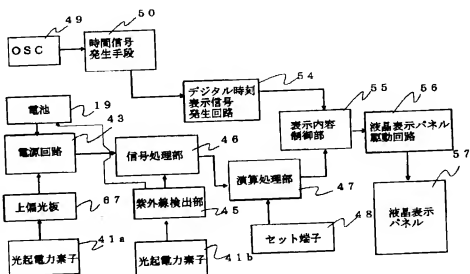 49
OSC
50
時間信号
発生手段
54
デジタル時刻
表示信号
発生回路
55
表示内容
制御部
56
液晶表示パネル
駆動回路
57
液晶表示
パネル
19
電池
43
電源回路
46
信号処理部
47
演算処理部
67
上偏光板
45
紫外線検出部
48
セット端子
41a
光起電力素子
41b
光起電力素子